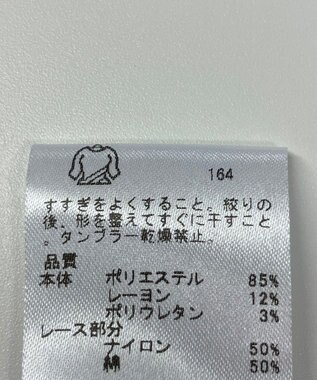 164
すすぎをよくすること。絞りの
後、形を整えてすぐに干すこと
。タンブラー乾燥禁止。
品質
本体 ポリエステル 85%
レーヨン 12%
ポリウレタン 3%
レース部分
ナイロン 50%
綿 50%